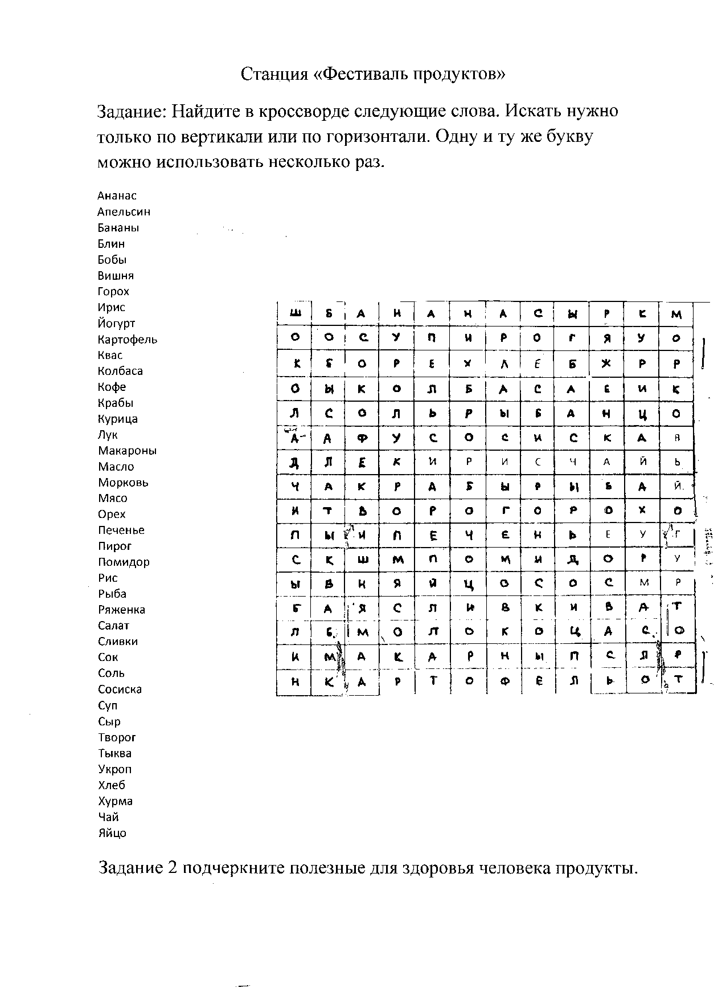 Станция «Фестиваль продуктов»
Задание: Найдите в кроссворде следующие слова. Искать нужно
только по вертикали или по горизонтали. Одну и ту же букву
можно использовать несколько раз.
Ананас
Апельсин
Бананы
Блин
Бобы
Вишня
Горох
Ирис
Йогурт
Картофель
Квас
Колбаса
Кофе
Крабы
Курица
Лук
Макароны
Масло
Морковь
Мясо
Орех
Печенье
Пирог
Помидор
Рис
Рыба
Ряженка
Салат
Сливки
Сок
Соль
Сосиска
Суп
Сыр
Творог
Тыква
Укроп
Хлеб
Хурма
Чай
Яйцо
Ш Б А Н А Н А С Ы Р К М
О О С У П И Р О Г Я У О
К Б О Р Е Х Л Е Б Ж Р Р
О Ы К О Л Б А С А Е И К
Л С О Л Ь Р Ы Б А Н Ц О
А А Ф У С О С И С К А В
Д Л Е К И Р И С Ч А Й Ь
Ч А К Р А Б Ы Р Ы Б А Й
И Т В О Р О Г О Р О Х О
П Ы И П Е Ч Е Н Ь Е У Г
С К Ш М П О М И Д О Р У
Ы В Н Я Й Ц О С О С М Р
Б А Я С Л И В К И В А Т
Л Б М О Л О К О Ц А С О
И М А К А Р Н Ы П С Л Р
Н К А Р Т О Ф Е Л Ь О Т
Задание 2 подчеркните полезные для здоровья человека продукты.